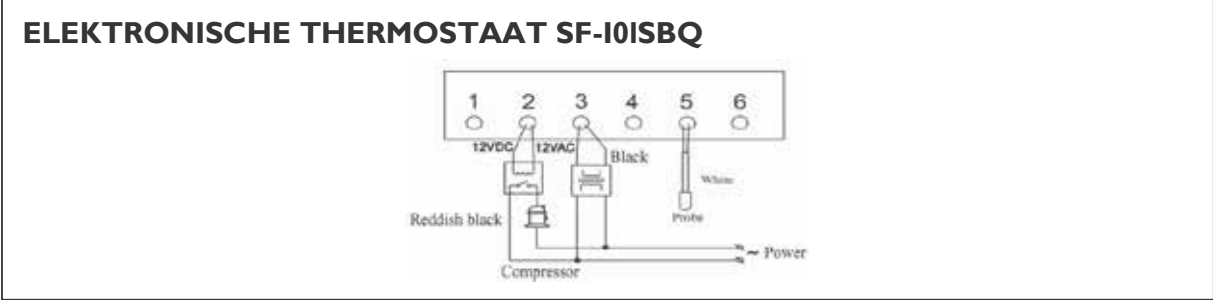 ELEKTRONISCHE THERMOSTAAT SF-I0ISBQ
1 2 3 4 5 6
12VDC 12VAC
Black
White
Reddish black
Probe
~ Power
Compressor